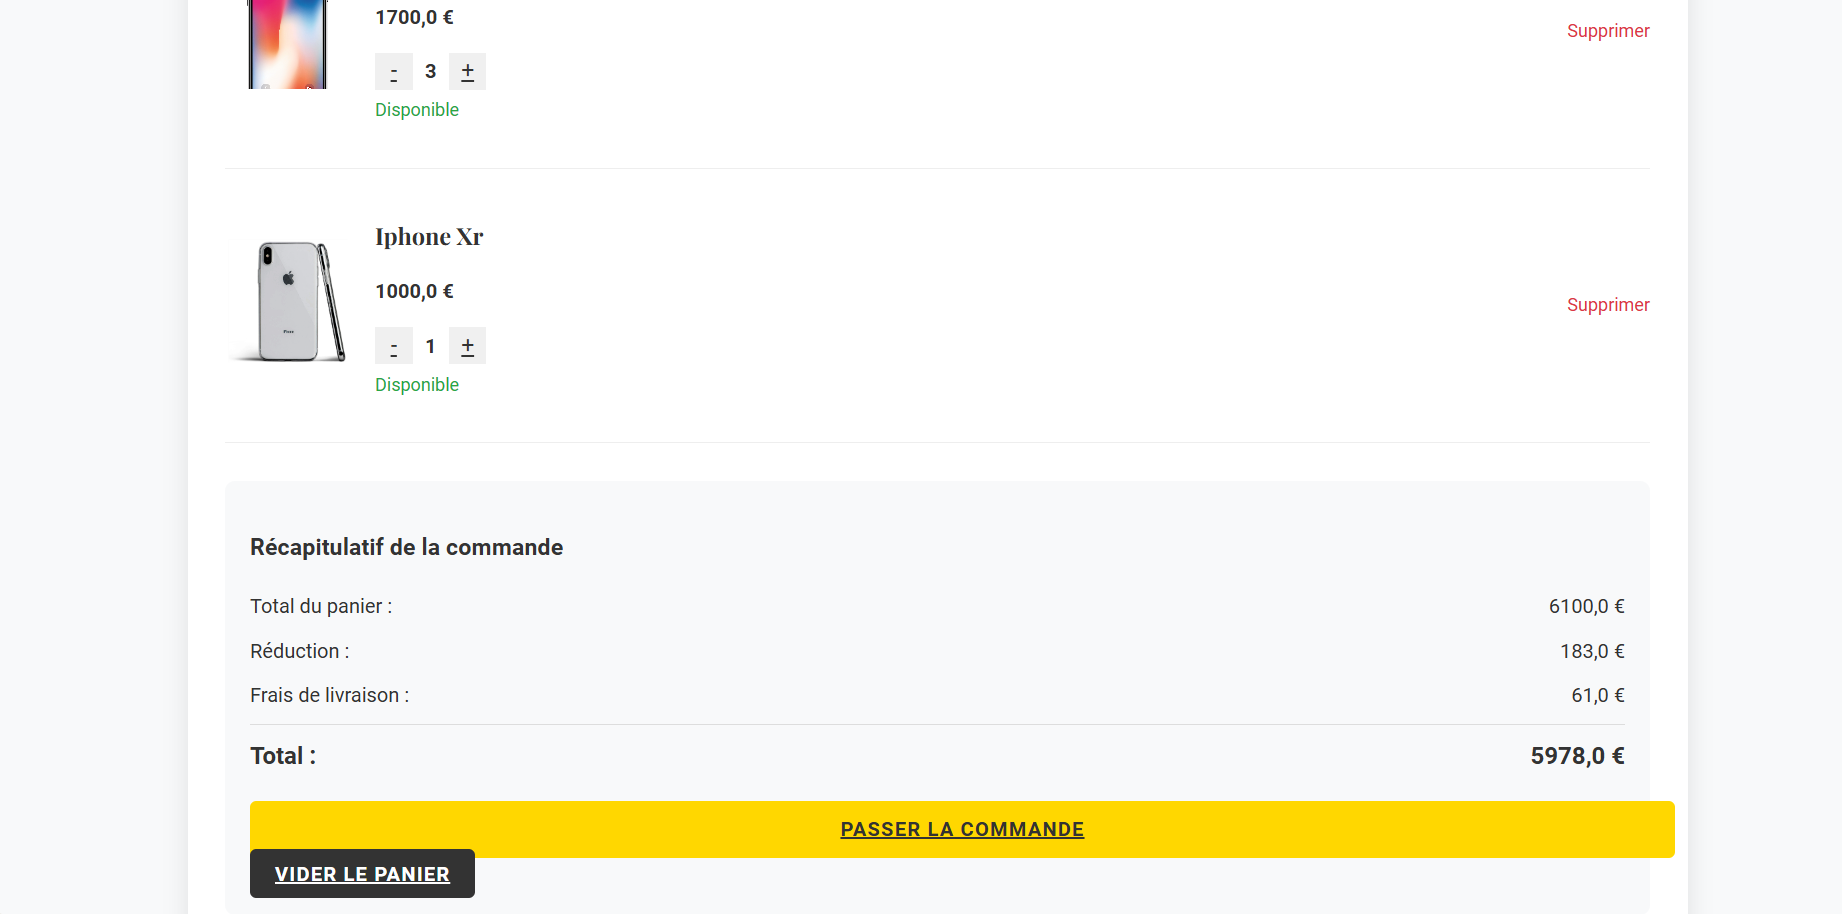 1700,0 €
Supprimer
- 3 +
Disponible
Iphone Xr
1000,0 €
Supprimer
- 1 +
Disponible
Récapitulatif de la commande
Total du panier : 6100,0 €
Réduction : 183,0 €
Frais de livraison : 61,0 €
Total : 5978,0 €
PASSER LA COMMANDE
VIDER LE PANIER